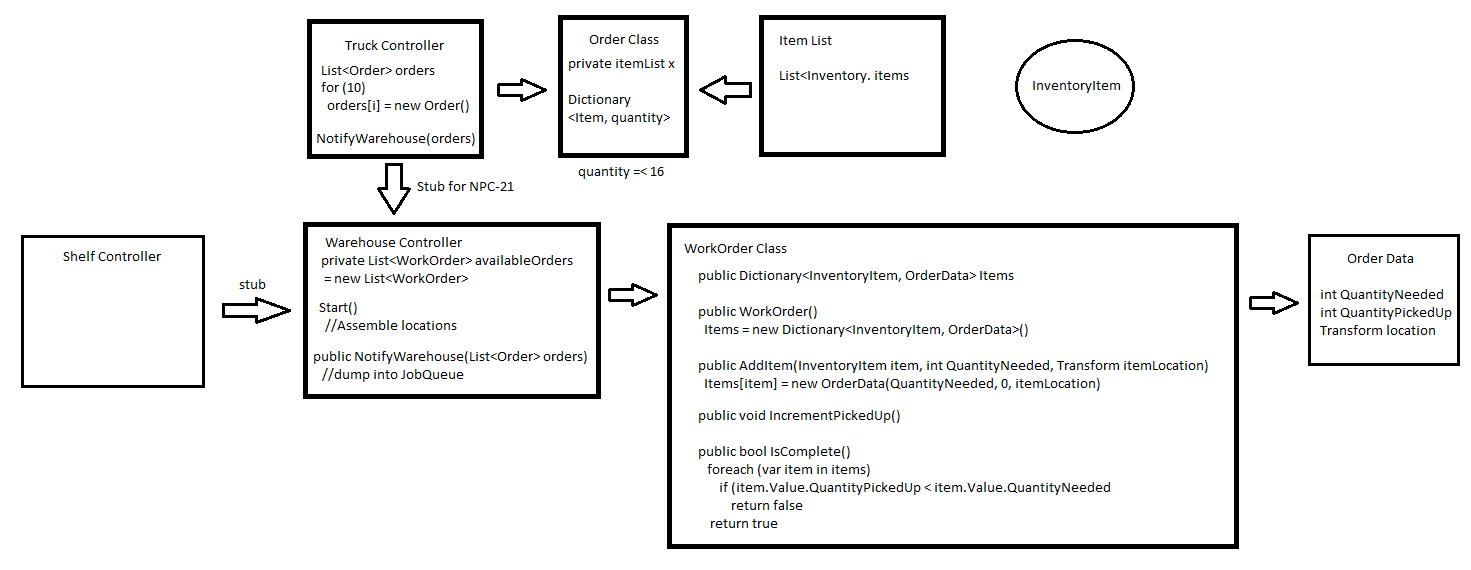 Truck Controller
List<Order> orders
for (10)
orders[i] = new Order()
NotifyWarehouse(orders)
Order Class
private itemList x
Dictionary
<Item, quantity>
quantity =< 16
Item List
List<Inventory. items
InventoryItem
Stub for NPC-21
Shelf Controller
stub
Warehouse Controller
private List<WorkOrder> availableOrders
= new List<WorkOrder>
Start()
//Assemble locations
public NotifyWarehouse(List<Order> orders)
//dump into JobQueue
WorkOrder Class
public Dictionary<InventoryItem, OrderData> Items
public WorkOrder()
Items = new Dictionary<InventoryItem, OrderData>()
public AddItem(InventoryItem item, int QuantityNeeded, Transform itemLocation)
Items[item] = new OrderData(QuantityNeeded, 0, itemLocation)
public void IncrementPickedUp()
public bool IsComplete()
foreach (var item in items)
if (item.Value.QuantityPickedUp < item.Value.QuantityNeeded
return false
return true
Order Data
int QuantityNeeded
int QuantityPickedUp
Transform location